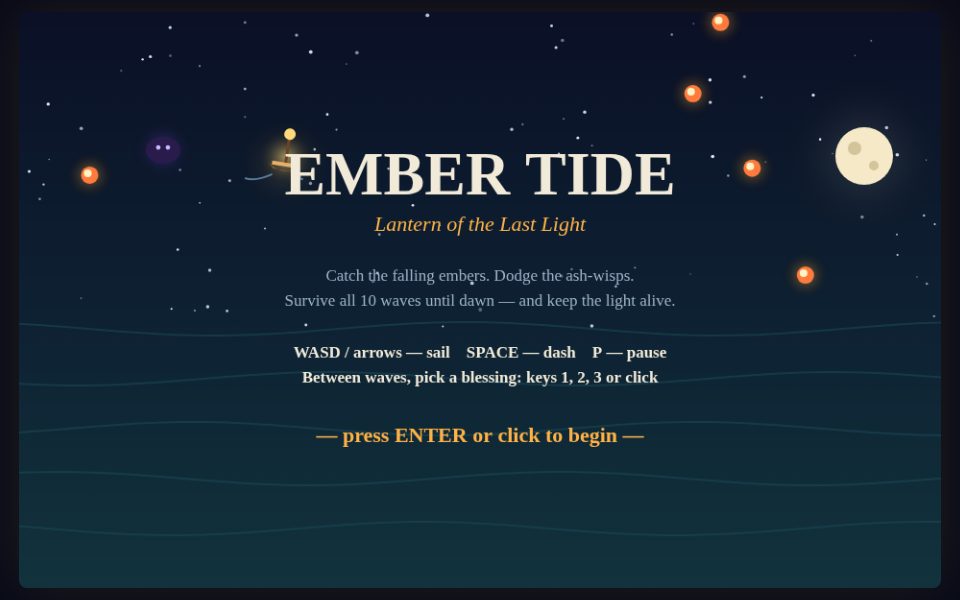 EMBER TIDE
Lantern of the Last Light
Catch the falling embers. Dodge the ash-wisps.
Survive all 10 waves until dawn — and keep the light alive.
WASD / arrows — sail    SPACE — dash    P — pause
Between waves, pick a blessing: keys 1, 2, 3 or click
— press ENTER or click to begin —